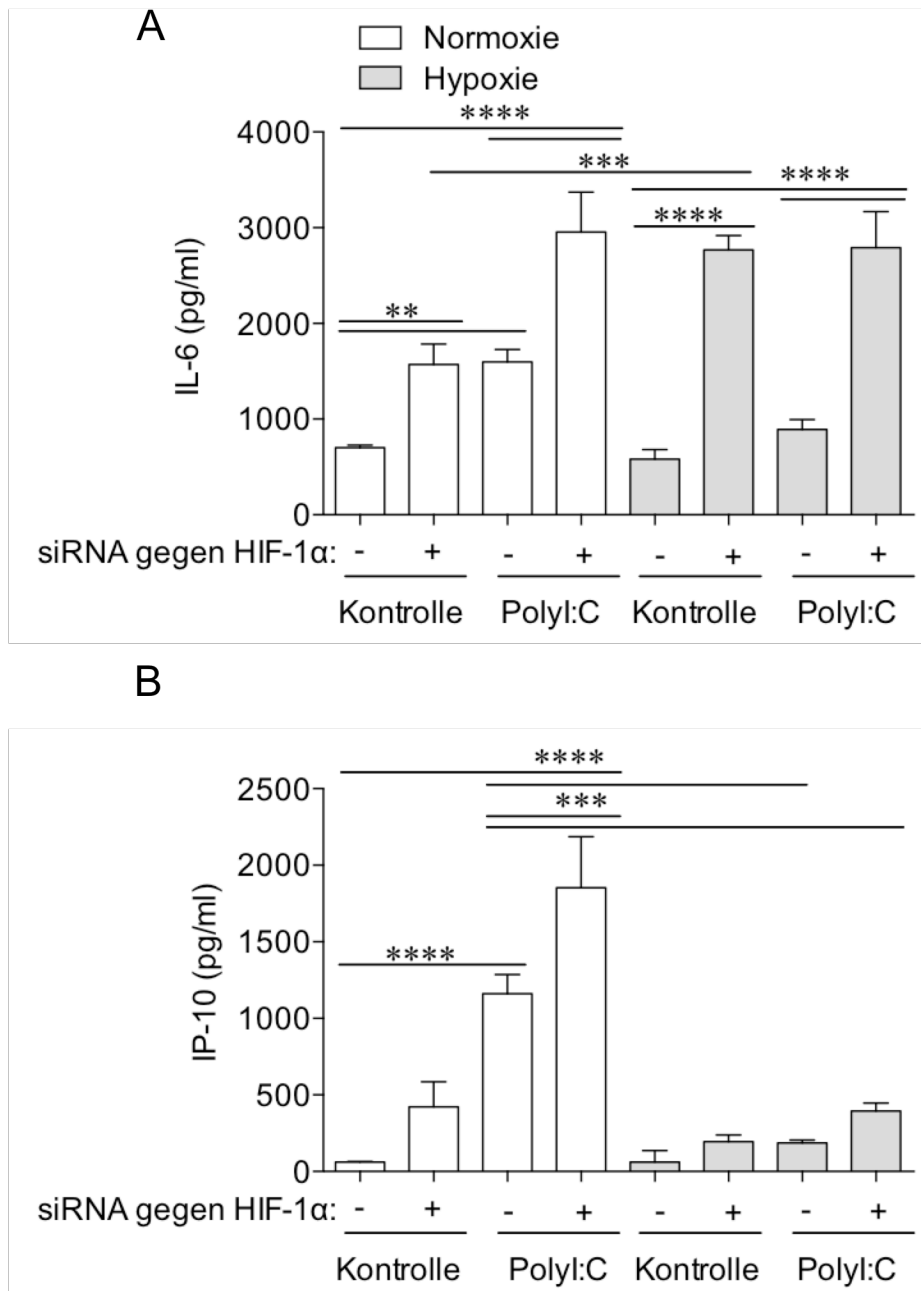 A
Normoxie
Hypoxie
****
4000
***
****
3000
****
IL-6 (pg/ml)
2000
**
1000
0
siRNA gegen HIF-1α: - + - + - + - +
Kontrolle PolyI:C Kontrolle PolyI:C
B
****
2500
***
2000
IP-10 (pg/ml)
1500
****
1000
500
0
siRNA gegen HIF-1α: - + - + - + - +
Kontrolle PolyI:C Kontrolle PolyI:C